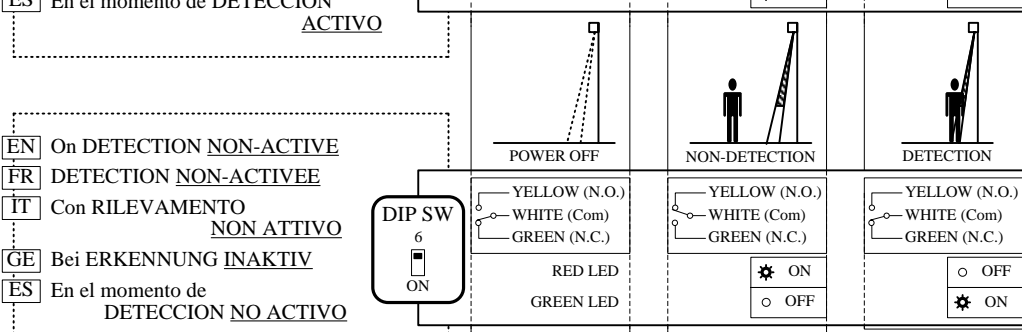 ES En el momento de DETECCION
ACTIVO
POWER OFF NON-DETECTION DETECTION
EN On DETECTION NON-ACTIVE
FR DETECTION NON-ACTIVEE
IT Con RILEVAMENTO
NON ATTIVO
GE Bei ERKENNUNG INAKTIV
ES En el momento de
DETECCION NO ACTIVO
DIP SW
6
ON
YELLOW (N.O.) YELLOW (N.O.) YELLOW (N.O.)
WHITE (Com) WHITE (Com) WHITE (Com)
GREEN (N.C.) GREEN (N.C.) GREEN (N.C.)
RED LED ON OFF
GREEN LED OFF ON